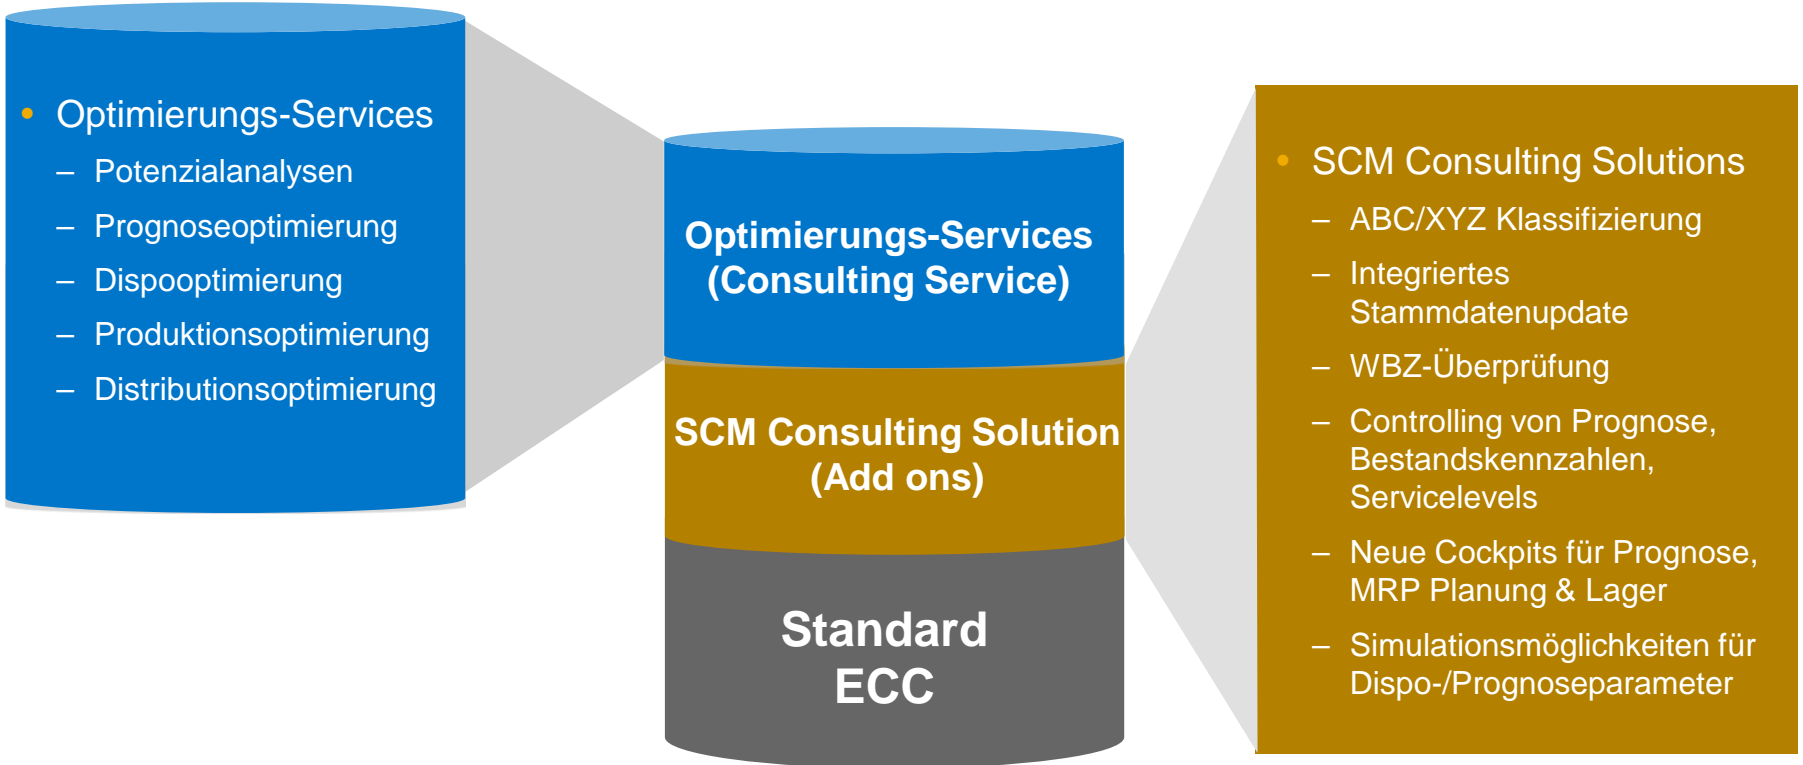 • Optimierungs-Services
– Potenzialanalysen
– Prognoseoptimierung
– Dispooptimierung
– Produktionsoptimierung
– Distributionsoptimierung
Optimierungs-Services
(Consulting Service)
SCM Consulting Solution
(Add ons)
Standard
ECC
• SCM Consulting Solutions
– ABC/XYZ Klassifizierung
– Integriertes
Stammdatenupdate
– WBZ-Überprüfung
– Controlling von Prognose,
Bestandskennzahlen,
Servicelevels
– Neue Cockpits für Prognose,
MRP Planung & Lager
– Simulationsmöglichkeiten für
Dispo-/Prognoseparameter